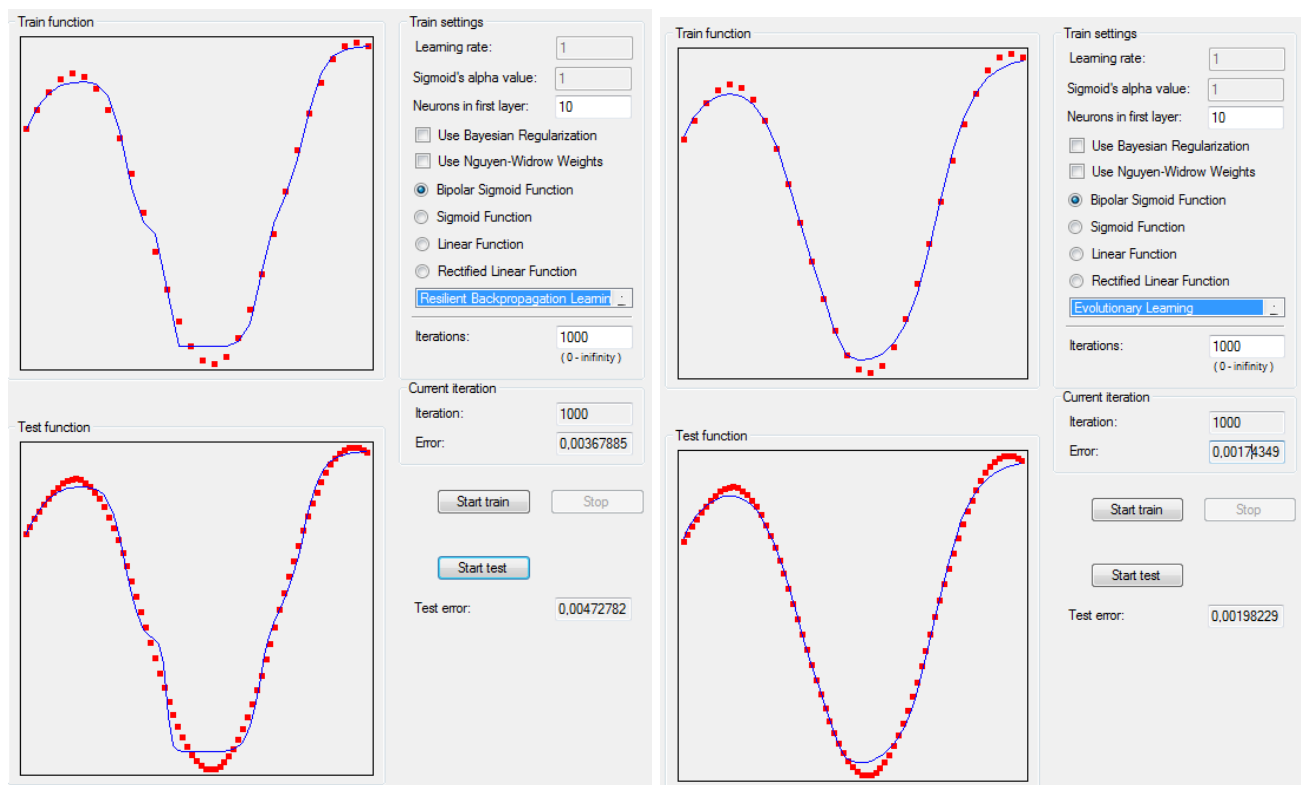 Train function
Train settings
Learning rate: 1
Sigmoid's alpha value: 1
Neurons in first layer: 10
Use Bayesian Regularization
Use Nguyen-Widrow Weights
Bipolar Sigmoid Function
Sigmoid Function
Linear Function
Rectified Linear Function
Resilient Backpropagation Learnin
Iterations: 1000
( 0 - inifinity )
Current iteration
Iteration: 1000
Error: 0,00367885
Test function
Start train Stop
Start test
Test error: 0,00472782
Train function
Train settings
Learning rate: 1
Sigmoid's alpha value: 1
Neurons in first layer: 10
Use Bayesian Regularization
Use Nguyen-Widrow Weights
Bipolar Sigmoid Function
Sigmoid Function
Linear Function
Rectified Linear Function
Evolutionary Learning
Iterations: 1000
( 0 - inifinity )
Current iteration
Iteration: 1000
Error: 0,00174349
Test function
Start train Stop
Start test
Test error: 0,00198229